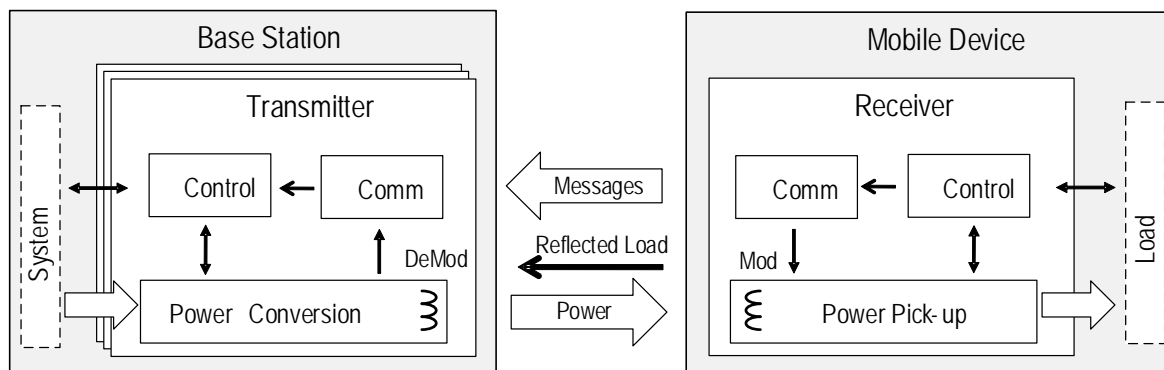 Base Station
Mobile Device
Transmitter
Receiver
System
Control
Comm
DeMod
Power Conversion
Messages
Reflected Load
Power
Comm
Control
Mod
Power Pick-up
Load